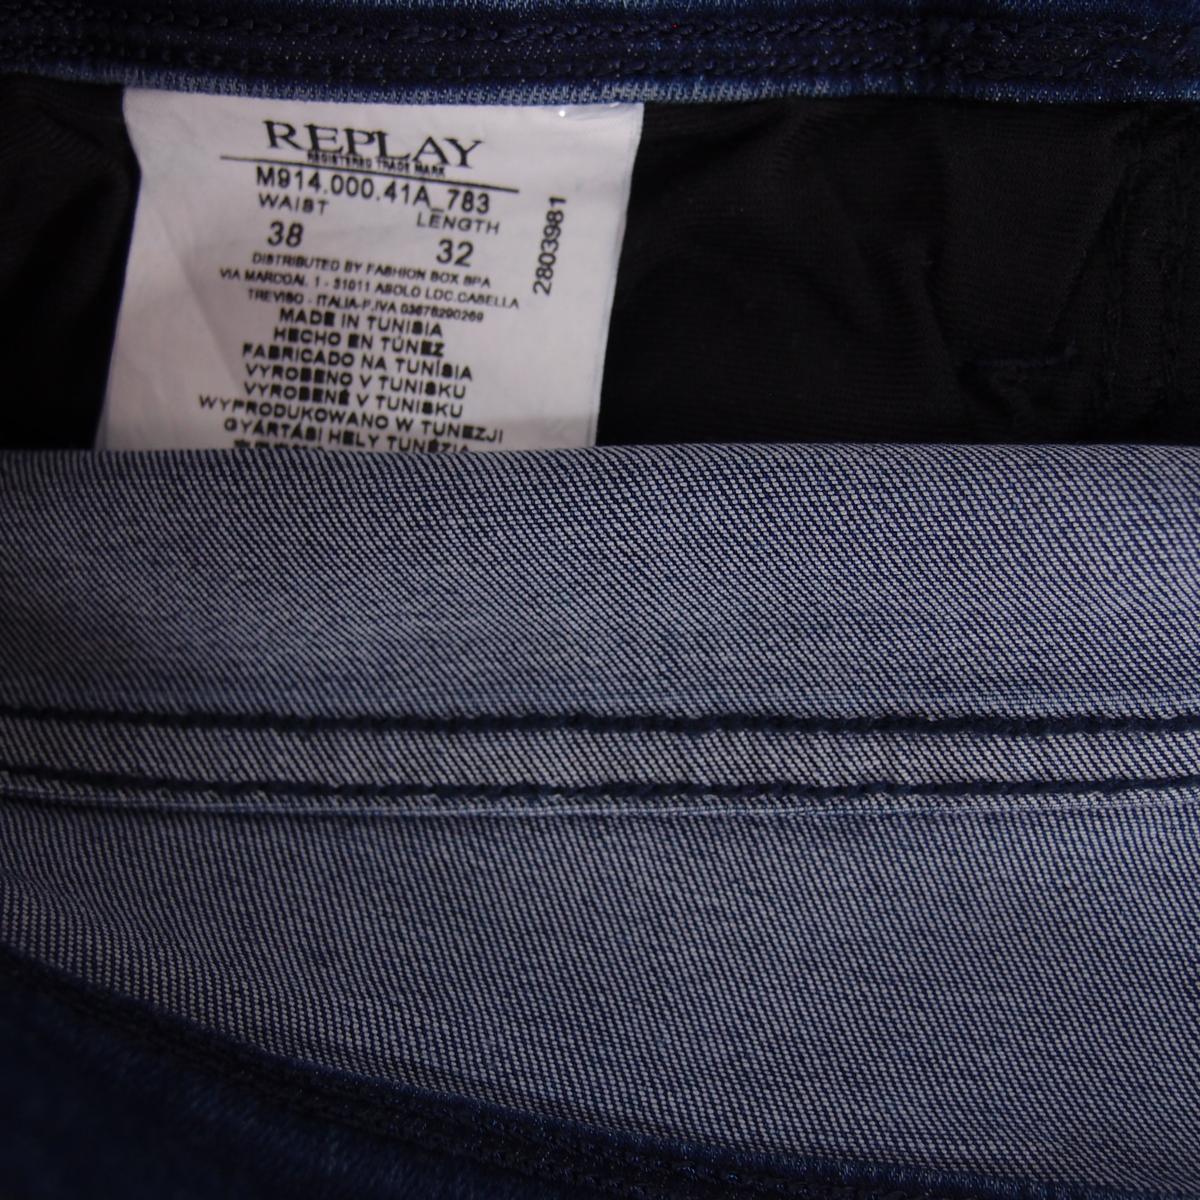 REPLAY
REGISTERED TRADE MARK
M914.000.41A_783
WAIST LENGTH
38 32
2803981
DISTRIBUTED BY FASHION BOX SPA
VIA MARCONI, 1 - 31011 ASOLO LOC.CASELLA
TREVISO - ITALIA-P.IVA 03678290269
MADE IN TUNISIA
HECHO EN TÚNEZ
FABRICADO NA TUNÍSIA
VYROBENO V TUNISKU
VYROBENÉ V TUNISKU
WYPRODUKOWANO W TUNEZJI
GYÁRTÁSI HELY TUNÉZIA